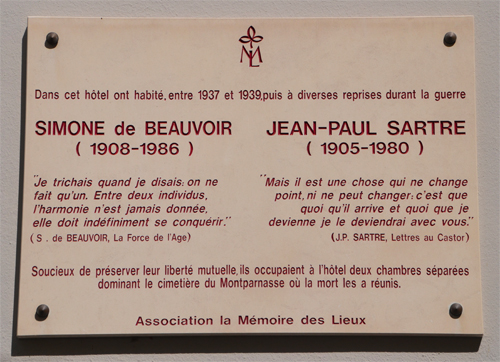 ML
Dans cet hôtel ont habité, entre 1937 et 1939,puis à diverses reprises durant la guerre
SIMONE de BEAUVOIR
( 1908-1986 )
"Je trichais quand je disais: on ne
fait qu'un. Entre deux individus,
l'harmonie n'est jamais donnée,
elle doit indéfiniment se conquérir."
(S. de BEAUVOIR, La Force de l'Age)
JEAN-PAUL SARTRE
( 1905-1980 )
"Mais il est une chose qui ne change
point, ni ne peut changer: c'est que
quoi qu'il arrive et quoi que je
devienne je le deviendrai avec vous."
(J.P. SARTRE, Lettres au Castor)
Soucieux de préserver leur liberté mutuelle, ils occupaient à l'hôtel deux chambres séparées
dominant le cimetière du Montparnasse où la mort les a réunis.
Association la Mémoire des Lieux